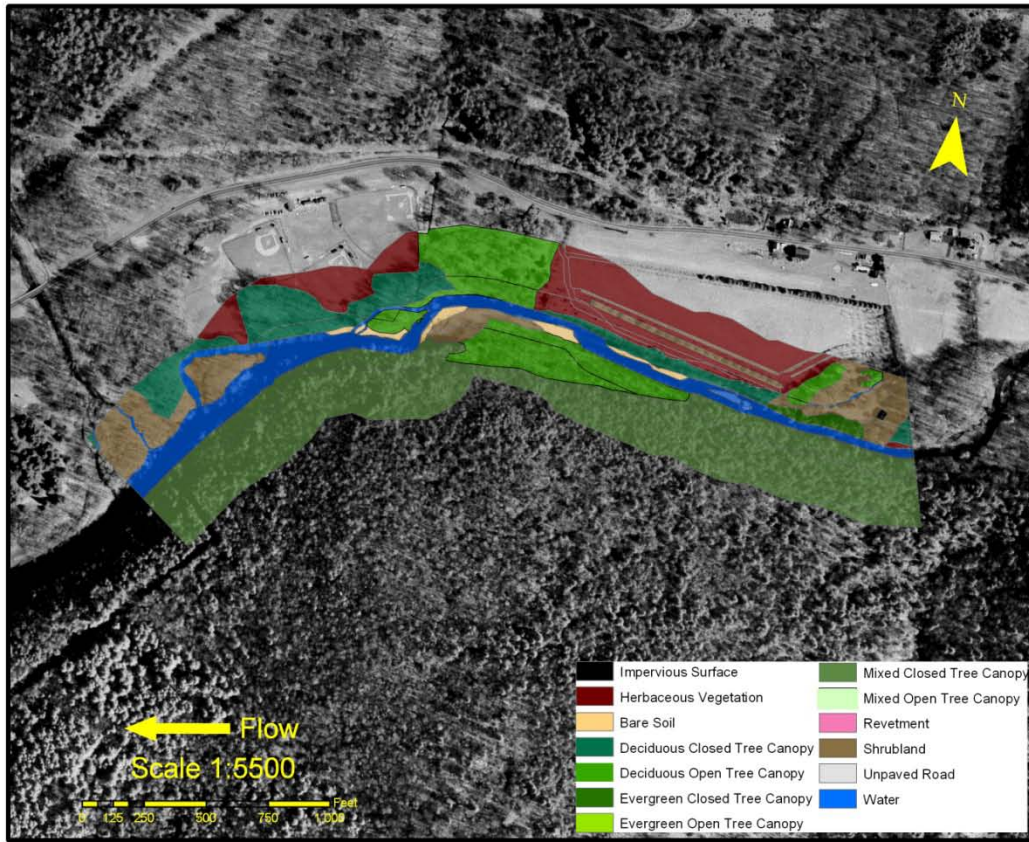 N
Flow
Scale 1:5500
Feet
0 125 250 500 750 1,000
Impervious Surface
Herbaceous Vegetation
Bare Soil
Deciduous Closed Tree Canopy
Deciduous Open Tree Canopy
Evergreen Closed Tree Canopy
Evergreen Open Tree Canopy
Mixed Closed Tree Canopy
Mixed Open Tree Canopy
Revetment
Shrubland
Unpaved Road
Water